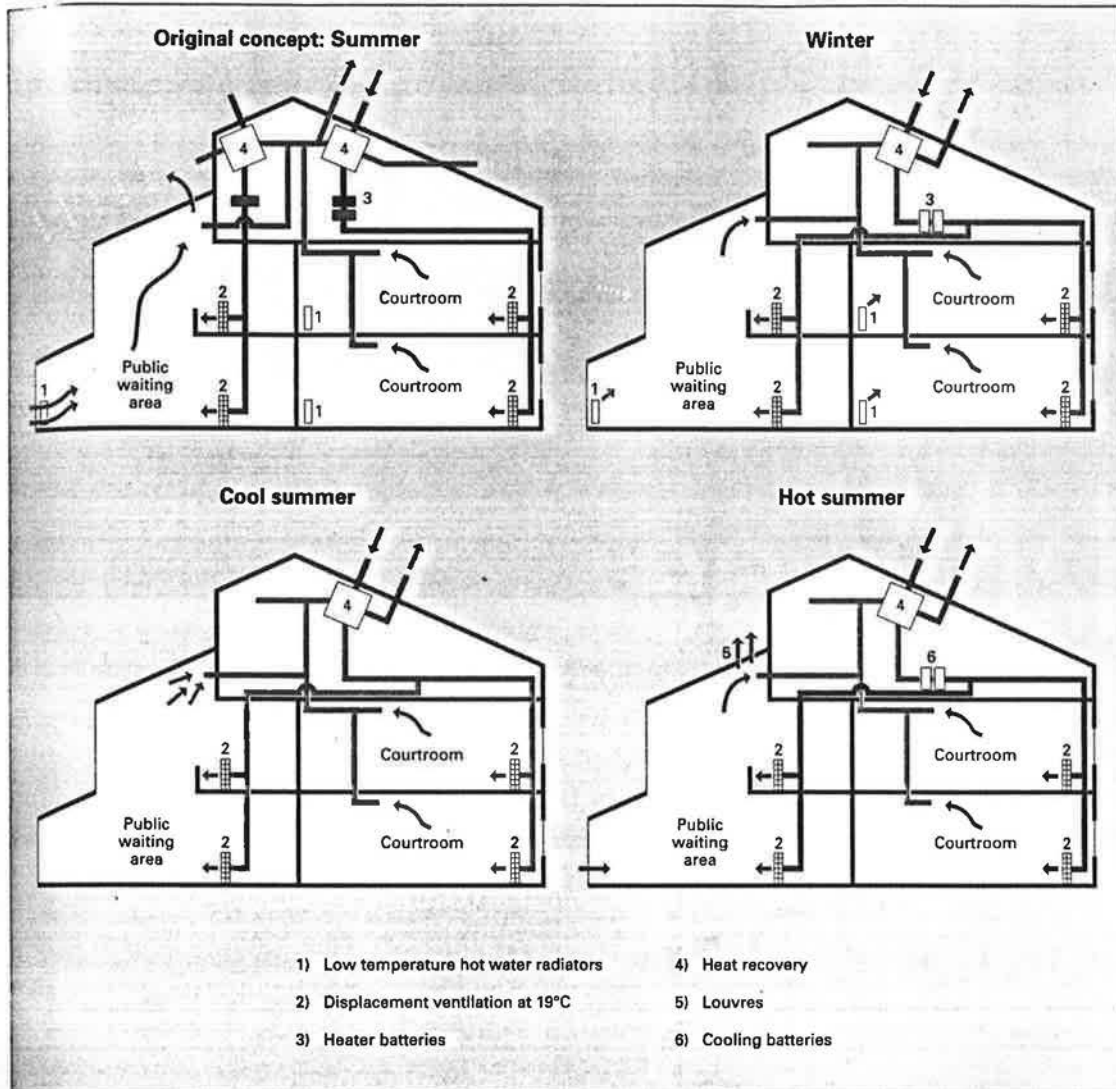 Original concept: Summer
4
4
3
2
Courtroom
1
2
Public
waiting
area
1
2
Courtroom
1
2
Winter
4
3
2
Courtroom
1
2
Public
waiting
area
1
2
Courtroom
1
2
Cool summer
4
2
Courtroom
2
Public
waiting
area
2
Courtroom
2
Hot summer
4
5
6
2
Courtroom
2
Public
waiting
area
2
Courtroom
2
1) Low temperature hot water radiators
2) Displacement ventilation at 19°C
3) Heater batteries
4) Heat recovery
5) Louvres
6) Cooling batteries